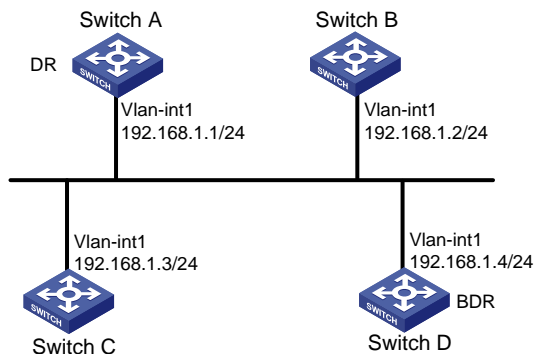 Switch A
Switch B
DR
SWITCH
SWITCH
Vlan-int1
192.168.1.1/24
Vlan-int1
192.168.1.2/24
Vlan-int1
192.168.1.3/24
Vlan-int1
192.168.1.4/24
SWITCH
SWITCH
BDR
Switch C
Switch D